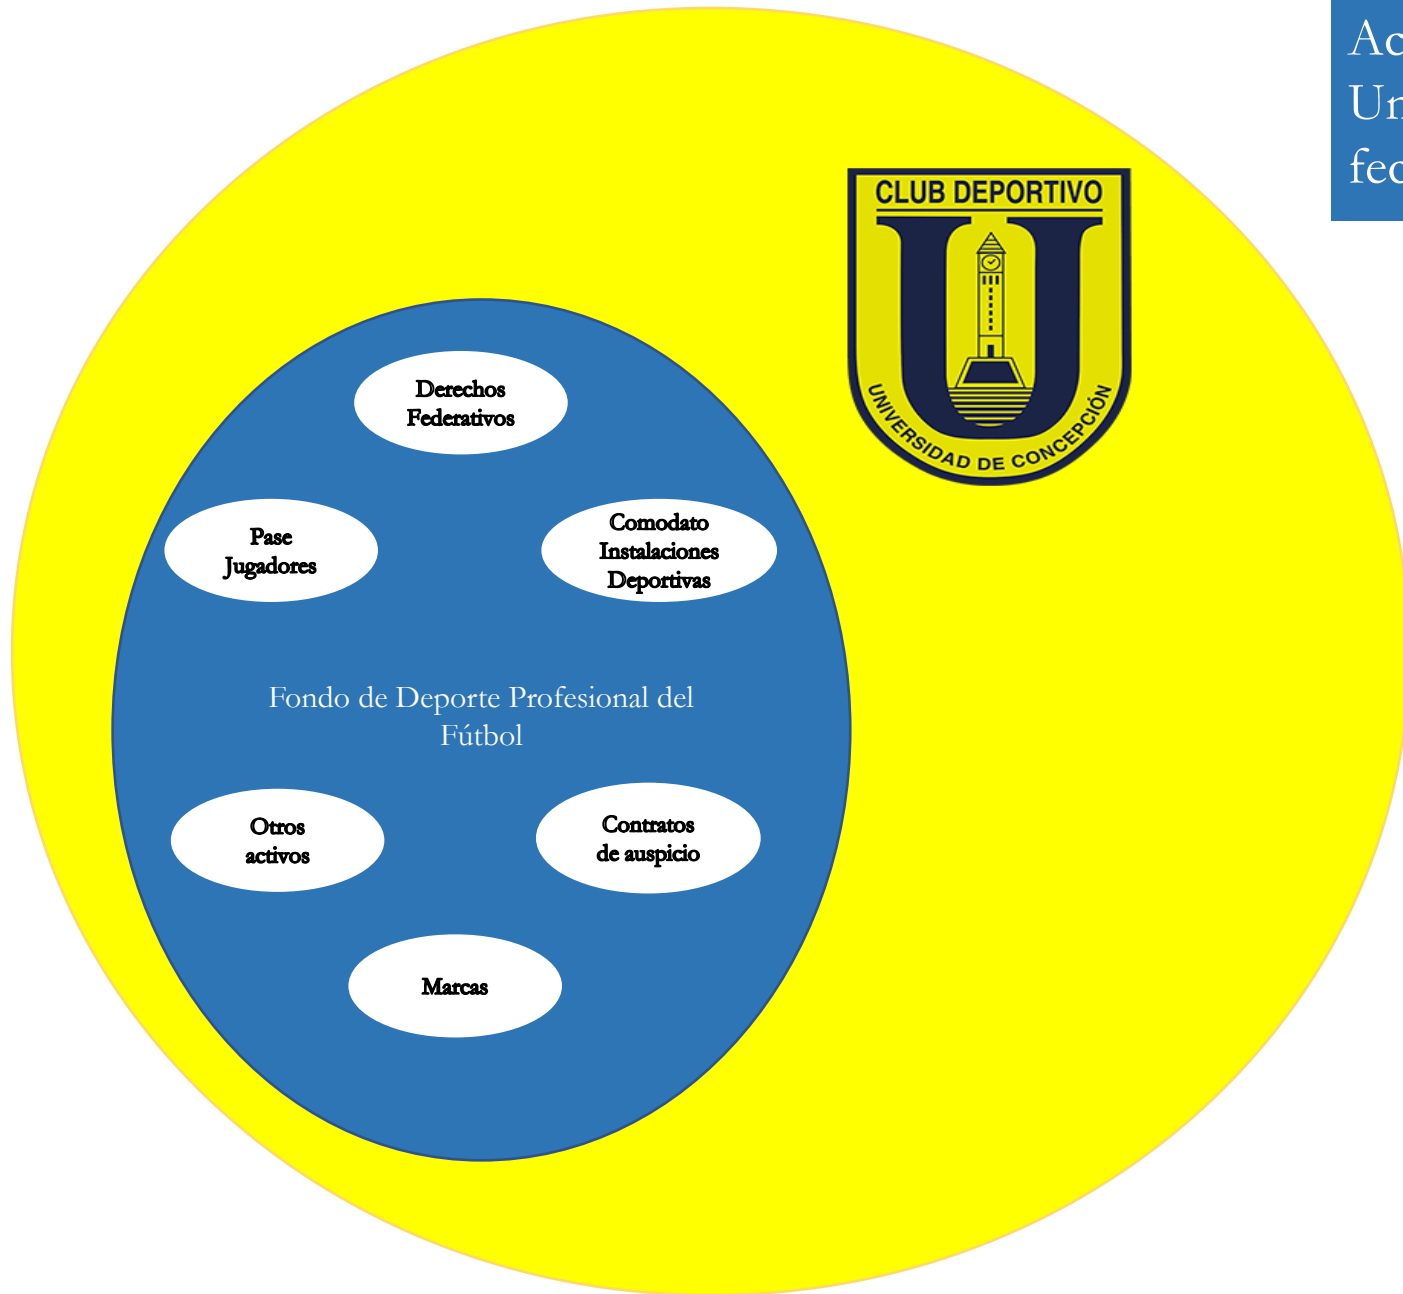 CLUB DEPORTIVO
UNIVERSIDAD DE CONCEPCIÓN
Derechos
Federativos
Pase
Jugadores
Comodato
Instalaciones
Deportivas
Fondo de Deporte Profesional del
Fútbol
Otros
activos
Contratos
de auspicio
Marcas